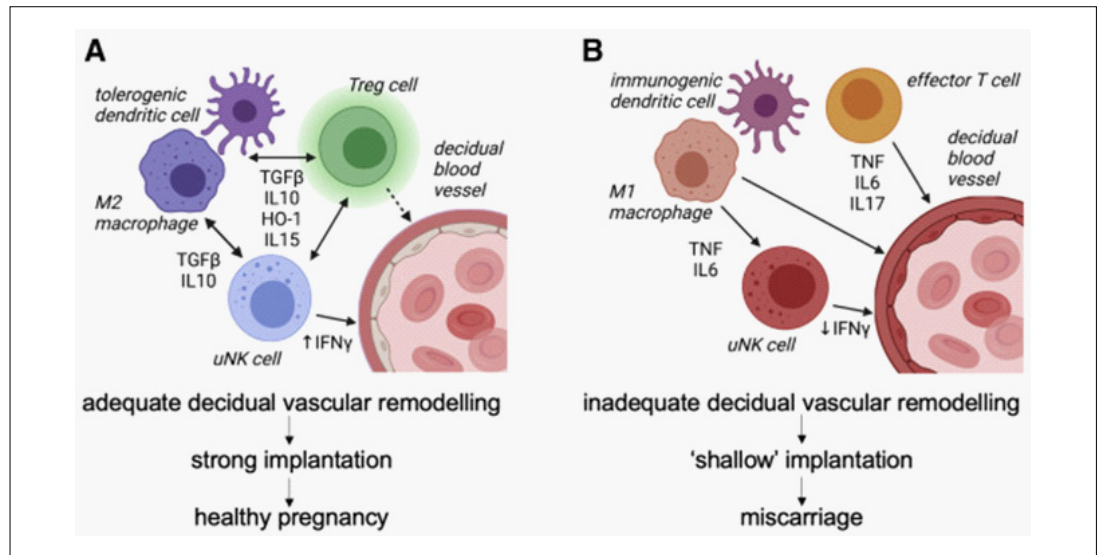 A
tolerogenic
dendritic cell
Treg cell
decidual
blood
vessel
M2
macrophage
TGFβ
IL10
HO-1
IL15
TGFβ
IL10
uNK cell
↑IFNγ
adequate decidual vascular remodelling
strong implantation
healthy pregnancy
B
immunogenic
dendritic cell
effector T cell
decidual
blood
vessel
M1
macrophage
TNF
IL6
IL17
TNF
IL6
uNK cell
↓IFNγ
inadequate decidual vascular remodelling
‘shallow’ implantation
miscarriage